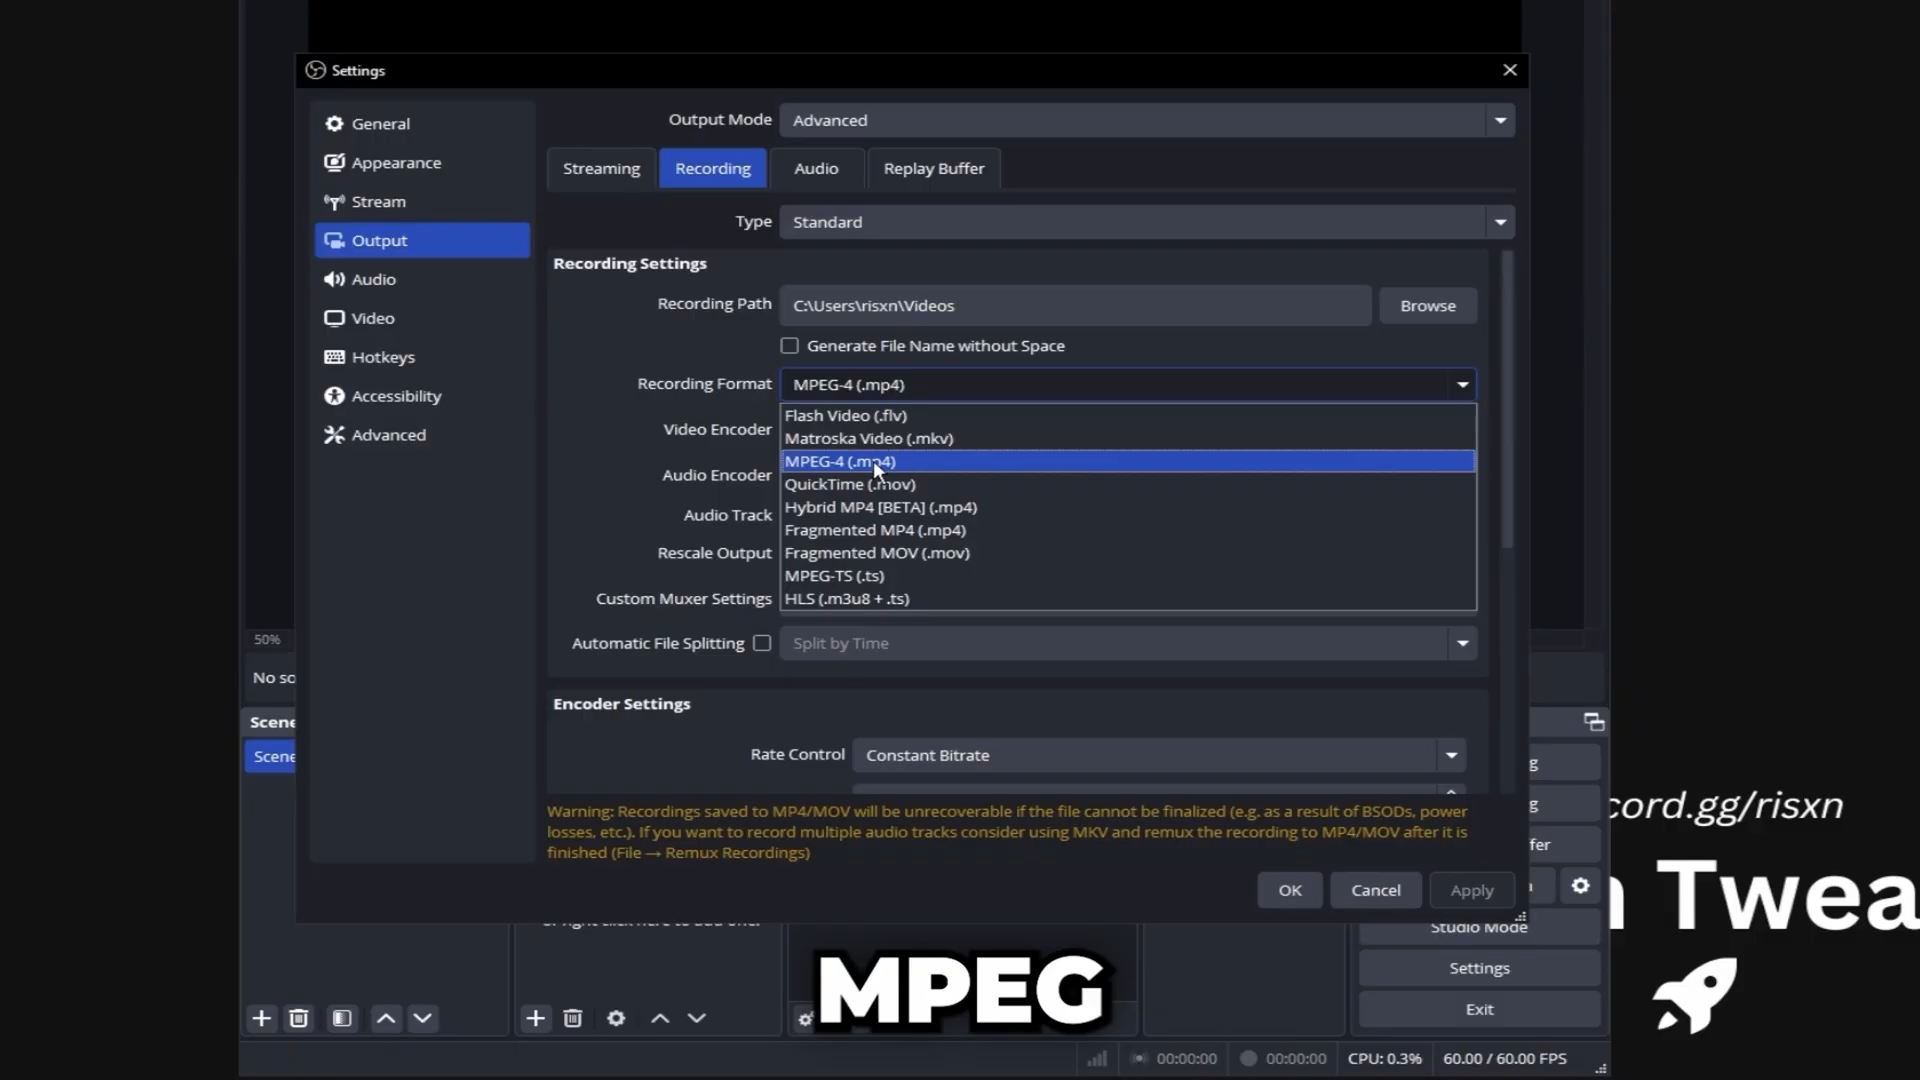 Settings
General
Appearance
Stream
Output
Audio
Video
Hotkeys
Accessibility
Advanced
Output Mode Advanced
Streaming Recording Audio Replay Buffer
Type Standard
Recording Settings
Recording Path C:\Users\risxn\Videos Browse
Generate File Name without Space
Recording Format MPEG-4 (.mp4)
Flash Video (.flv)
Matroska Video (.mkv)
MPEG-4 (.mp4)
QuickTime (.mov)
Hybrid MP4 [BETA] (.mp4)
Fragmented MP4 (.mp4)
Fragmented MOV (.mov)
MPEG-TS (.ts)
HLS (.m3u8 + .ts)
Video Encoder
Audio Encoder
Audio Track
Rescale Output
Custom Muxer Settings
Automatic File Splitting Split by Time
Encoder Settings
Rate Control Constant Bitrate
Warning: Recordings saved to MP4/MOV will be unrecoverable if the file cannot be finalized (e.g. as a result of BSODs, power
losses, etc.). If you want to record multiple audio tracks consider using MKV and remux the recording to MP4/MOV after it is
finished (File → Remux Recordings)
OK Cancel Apply
50%
No so
Scene
Scene
g
g
fer
Studio Mode
Settings
Exit
cord.gg/risxn
n Twea
MPEG
00:00:00 00:00:00 CPU: 0.3% 60.00 / 60.00 FPS